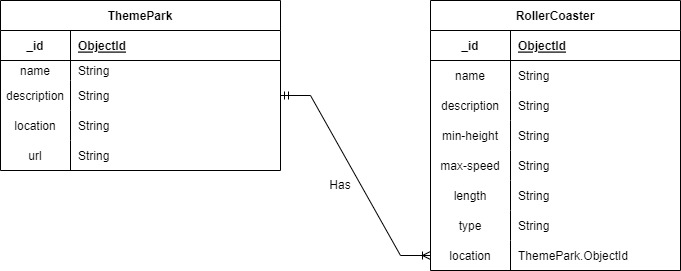 ThemePark
_id ObjectId
name String
description String
location String
url String
Has
RollerCoaster
_id ObjectId
name String
description String
min-height String
max-speed String
length String
type String
location ThemePark.ObjectId